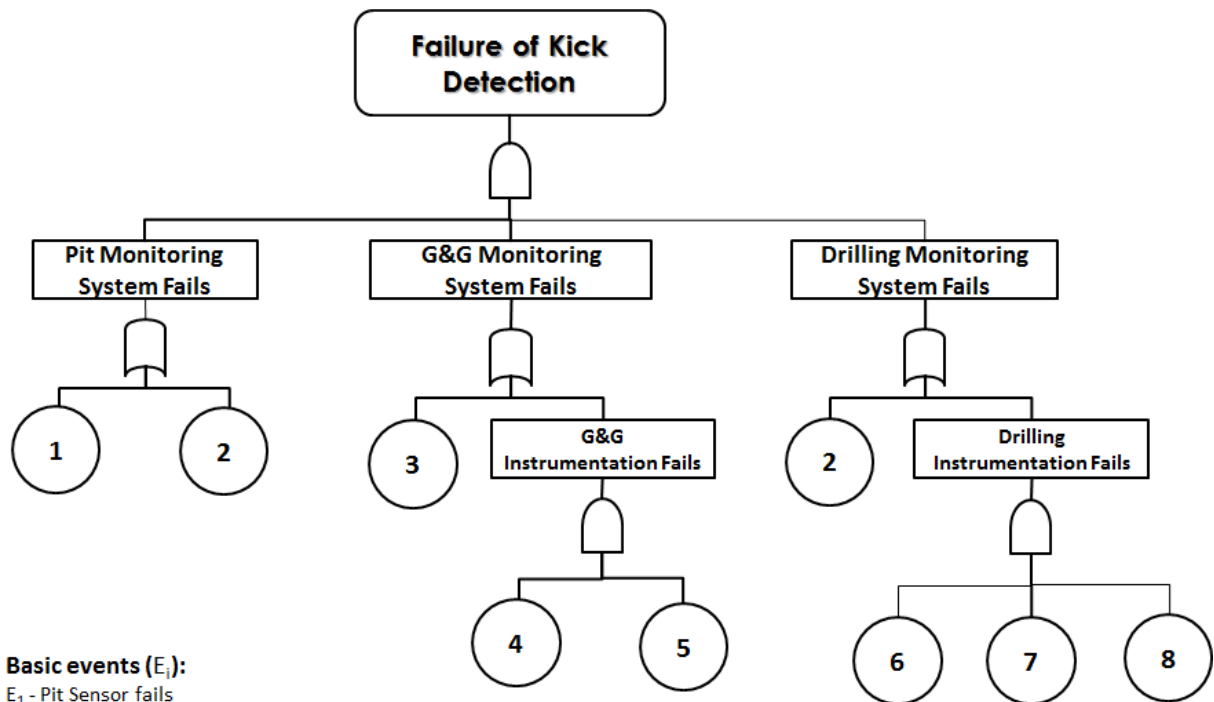 Failure of Kick
Detection
Pit Monitoring
System Fails
G&G Monitoring
System Fails
Drilling Monitoring
System Fails
1
2
3
G&G
Instrumentation Fails
2
Drilling
Instrumentation Fails
4
5
6
7
8
Basic events (Eᵢ):
E₁ - Pit Sensor fails